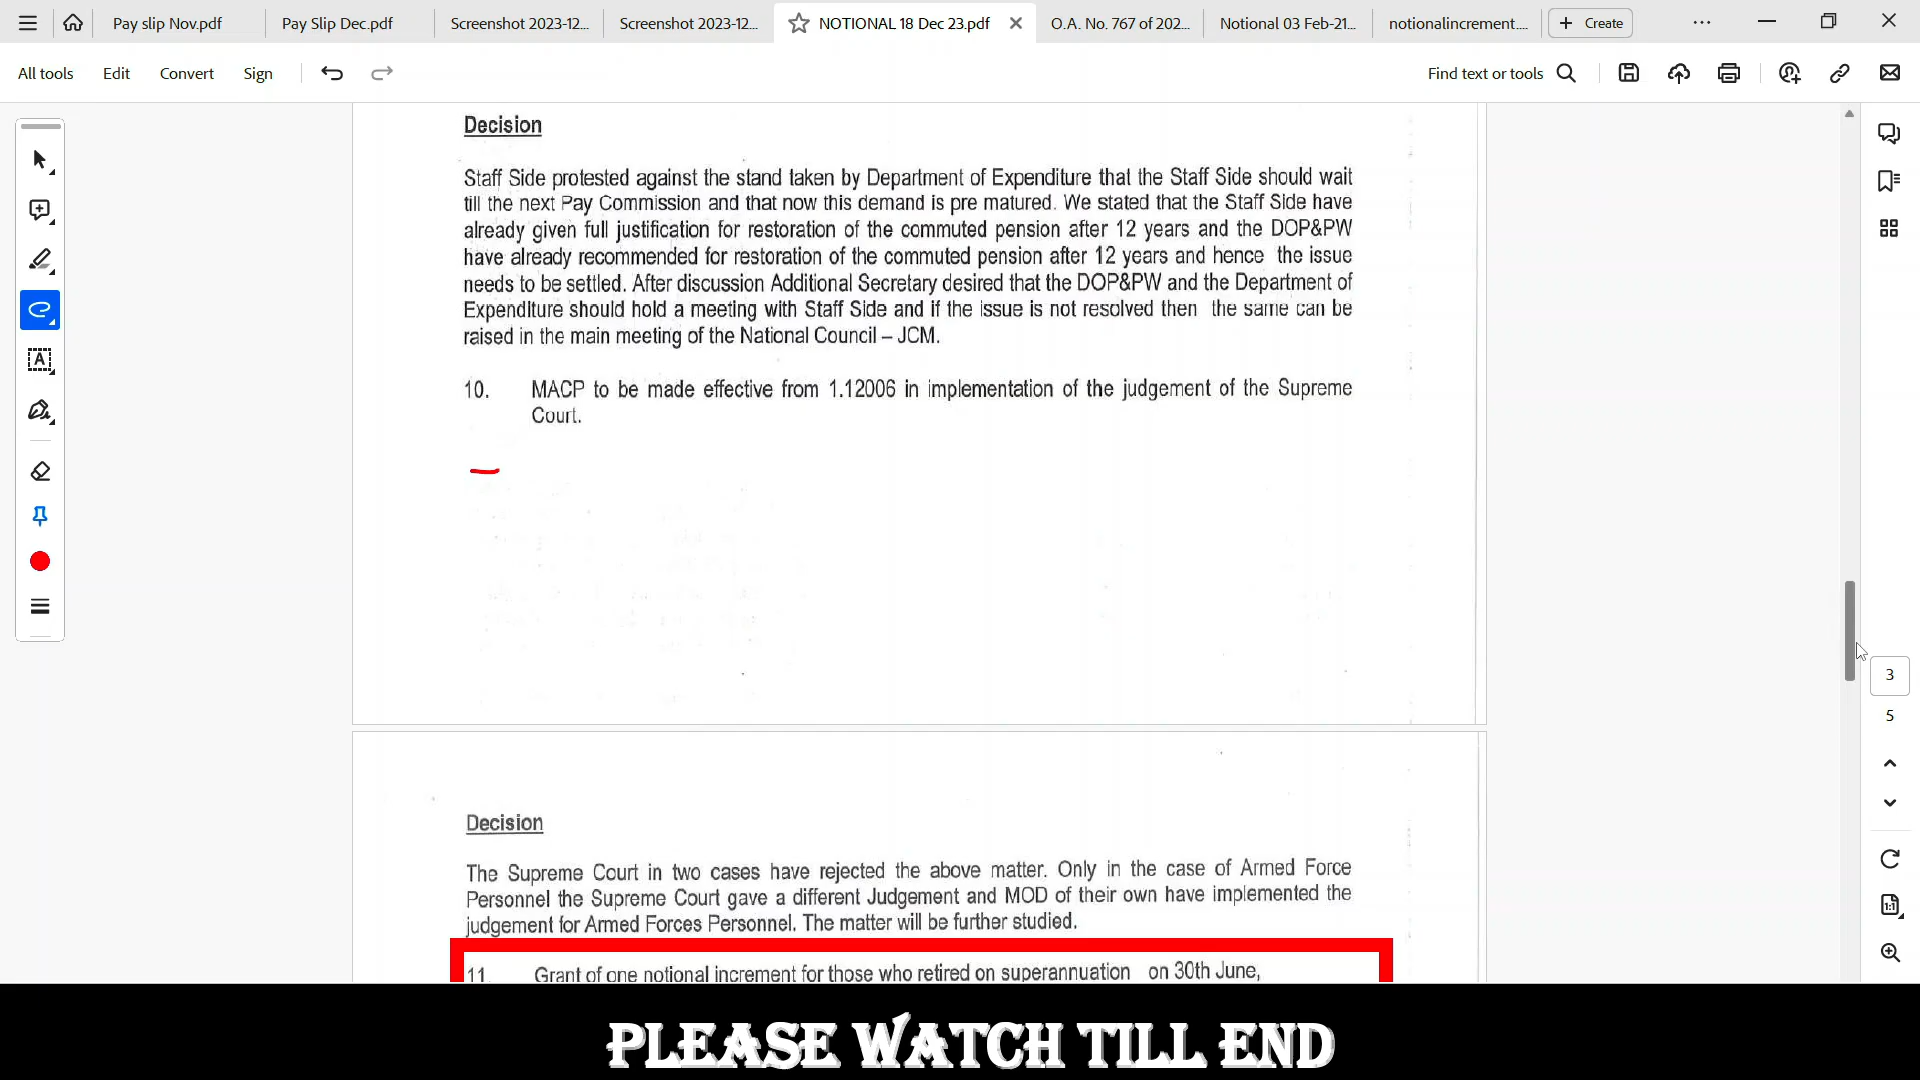 Pay slip Nov.pdf
Pay Slip Dec.pdf
Screenshot 2023-12...
Screenshot 2023-12...
NOTIONAL 18 Dec 23.pdf
O.A. No. 767 of 202...
Notional 03 Feb-21...
notionalincrement....
Create
All tools
Edit
Convert
Sign
Find text or tools
Decision
Staff Side protested against the stand taken by Department of Expenditure that the Staff Side should wait
till the next Pay Commission and that now this demand is pre matured. We stated that the Staff Side have
already given full justification for restoration of the commuted pension after 12 years and the DOP&PW
have already recommended for restoration of the commuted pension after 12 years and hence the issue
needs to be settled. After discussion Additional Secretary desired that the DOP&PW and the Department of
Expenditure should hold a meeting with Staff Side and if the issue is not resolved then the same can be
raised in the main meeting of the National Council – JCM.
10. MACP to be made effective from 1.12006 in implementation of the judgement of the Supreme
Court.
3
5
Decision
The Supreme Court in two cases have rejected the above matter. Only in the case of Armed Force
Personnel the Supreme Court gave a different Judgement and MOD of their own have implemented the
judgement for Armed Forces Personnel. The matter will be further studied.
11. Grant of one notional increment for those who retired on superannuation on 30th June,
PLEASE WATCH TILL END